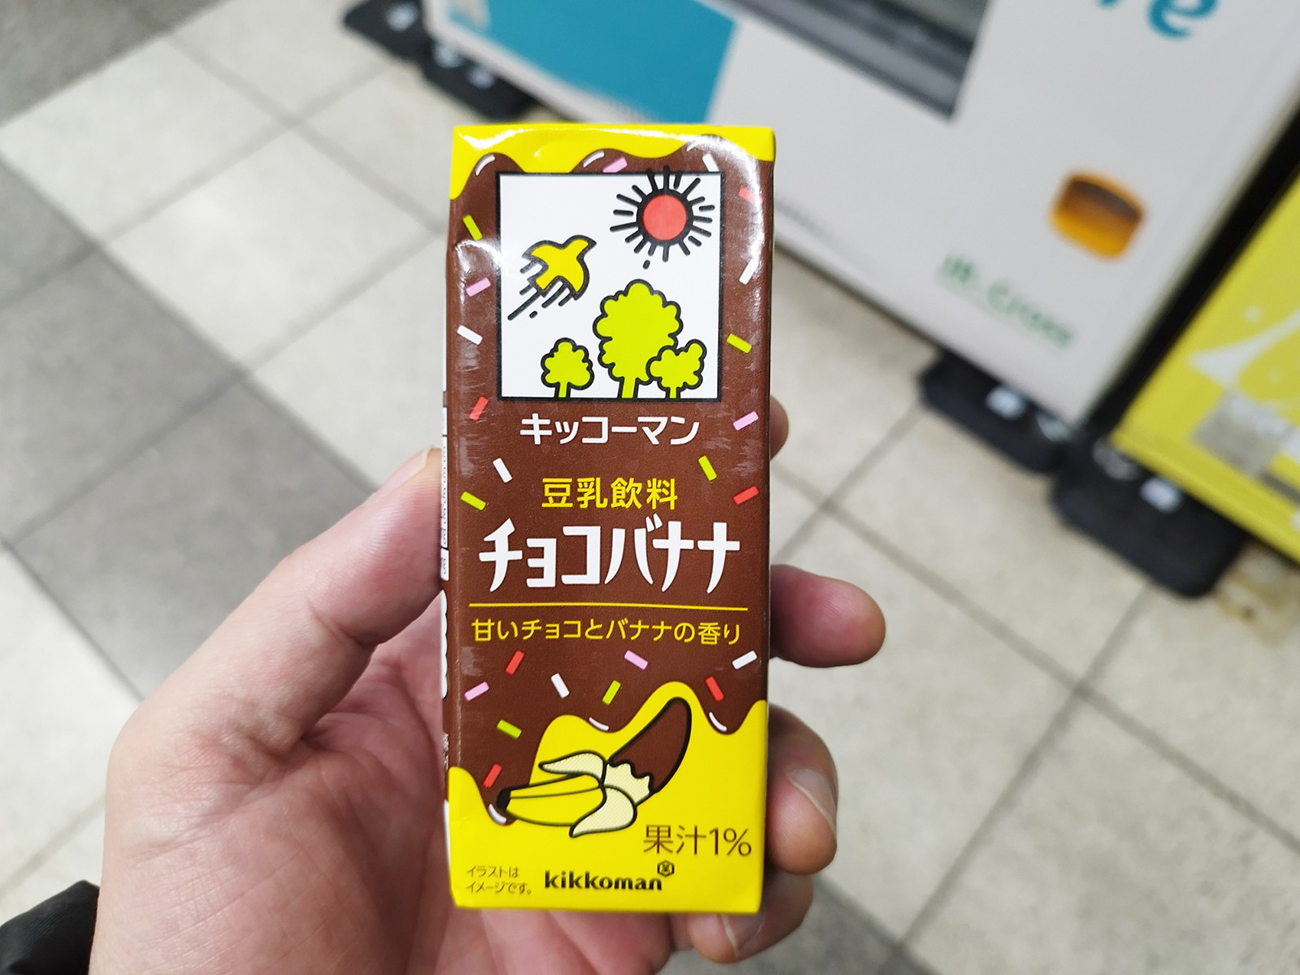 キッコーマン
豆乳飲料
チョコバナナ
甘いチョコとバナナの香り
果汁1%
イラストは
イメージです。
kikkoman